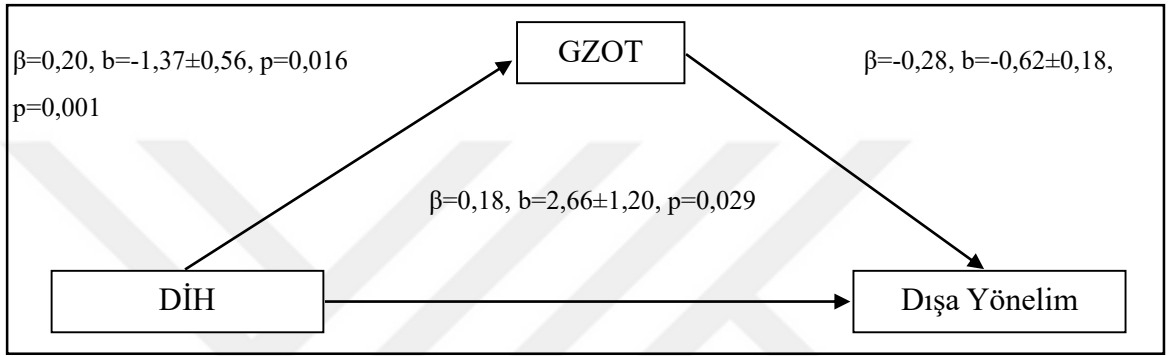 GZOT
β=0,20, b=-1,37±0,56, p=0,016
β=-0,28, b=-0,62±0,18,
p=0,001
β=0,18, b=2,66±1,20, p=0,029
DİH
Dışa Yönelim